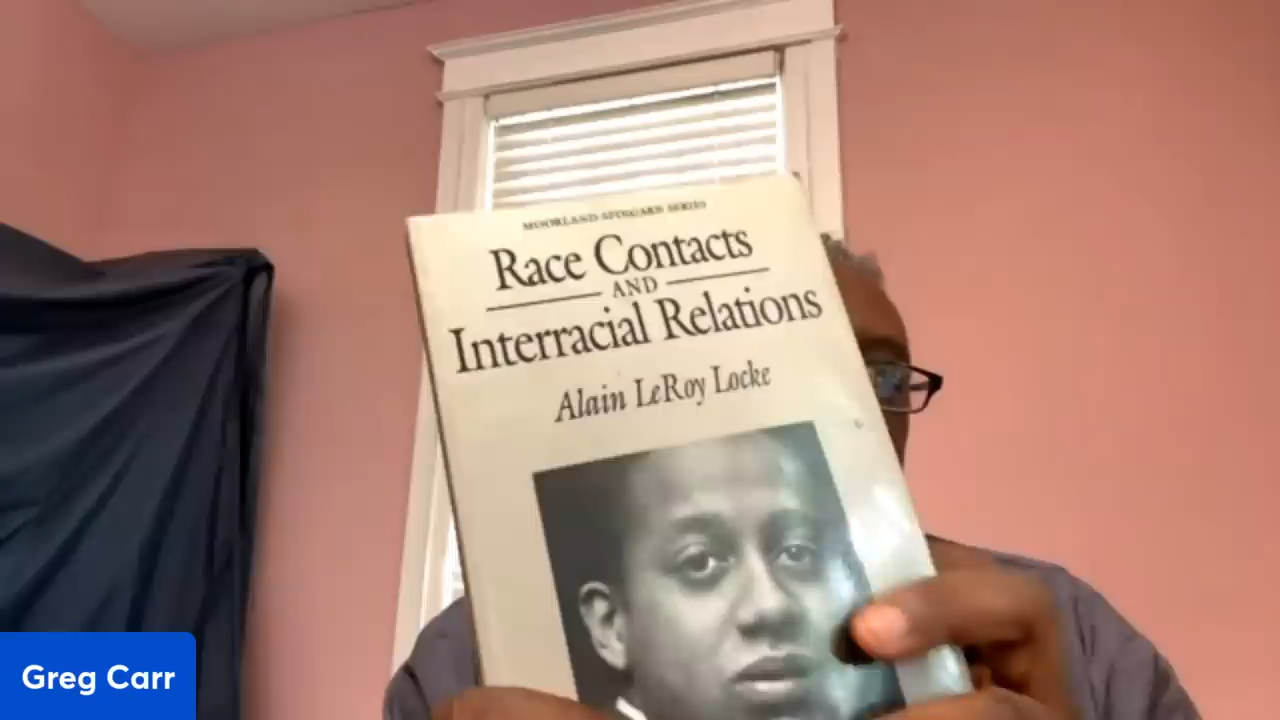 MOORLAND-SPINGARN SERIES
Race Contacts
AND
Interracial Relations
Alain LeRoy Locke
Greg Carr